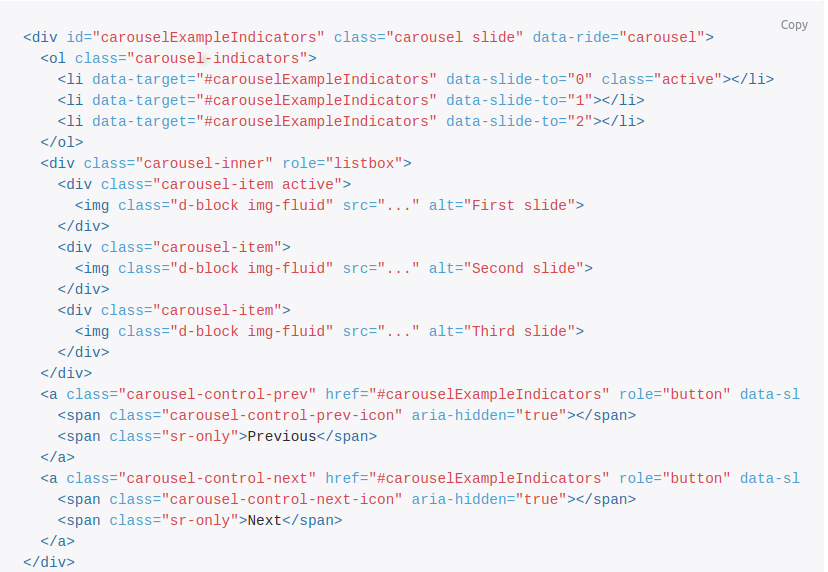 Copy
<div id="carouselExampleIndicators" class="carousel slide" data-ride="carousel">
  <ol class="carousel-indicators">
    <li data-target="#carouselExampleIndicators" data-slide-to="0" class="active"></li>
    <li data-target="#carouselExampleIndicators" data-slide-to="1"></li>
    <li data-target="#carouselExampleIndicators" data-slide-to="2"></li>
  </ol>
  <div class="carousel-inner" role="listbox">
    <div class="carousel-item active">
      <img class="d-block img-fluid" src="..." alt="First slide">
    </div>
    <div class="carousel-item">
      <img class="d-block img-fluid" src="..." alt="Second slide">
    </div>
    <div class="carousel-item">
      <img class="d-block img-fluid" src="..." alt="Third slide">
    </div>
  </div>
  <a class="carousel-control-prev" href="#carouselExampleIndicators" role="button" data-sl
    <span class="carousel-control-prev-icon" aria-hidden="true"></span>
    <span class="sr-only">Previous</span>
  </a>
  <a class="carousel-control-next" href="#carouselExampleIndicators" role="button" data-sl
    <span class="carousel-control-next-icon" aria-hidden="true"></span>
    <span class="sr-only">Next</span>
  </a>
</div>